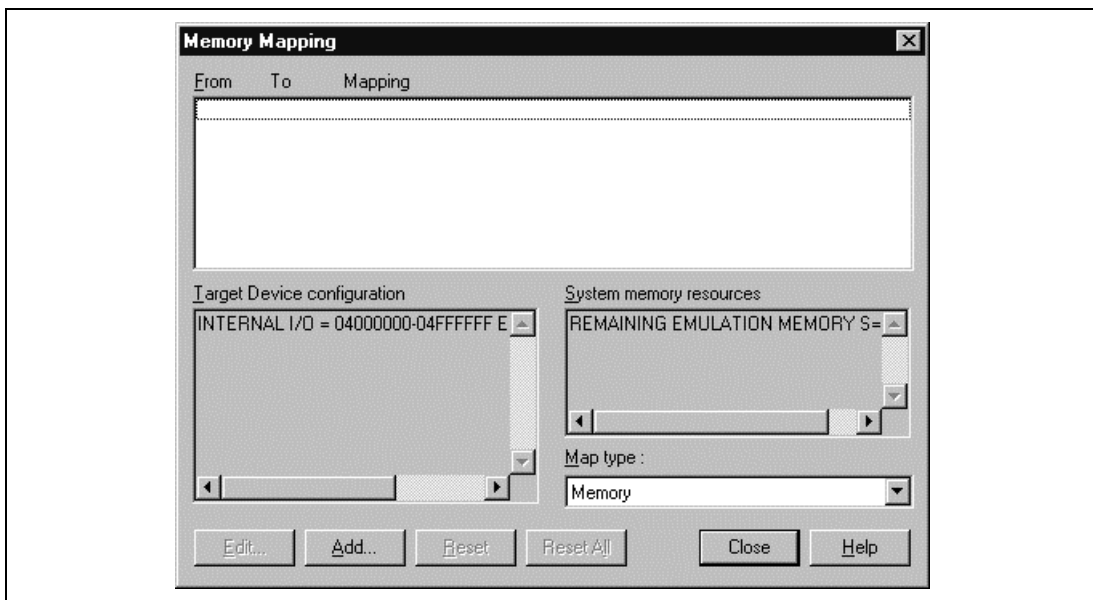 Memory Mapping
From To Mapping
Target Device configuration
INTERNAL I/O = 04000000-04FFFFFF E
System memory resources
REMAINING EMULATION MEMORY S=
Map type :
Memory
Edit... Add... Reset Reset All Close Help